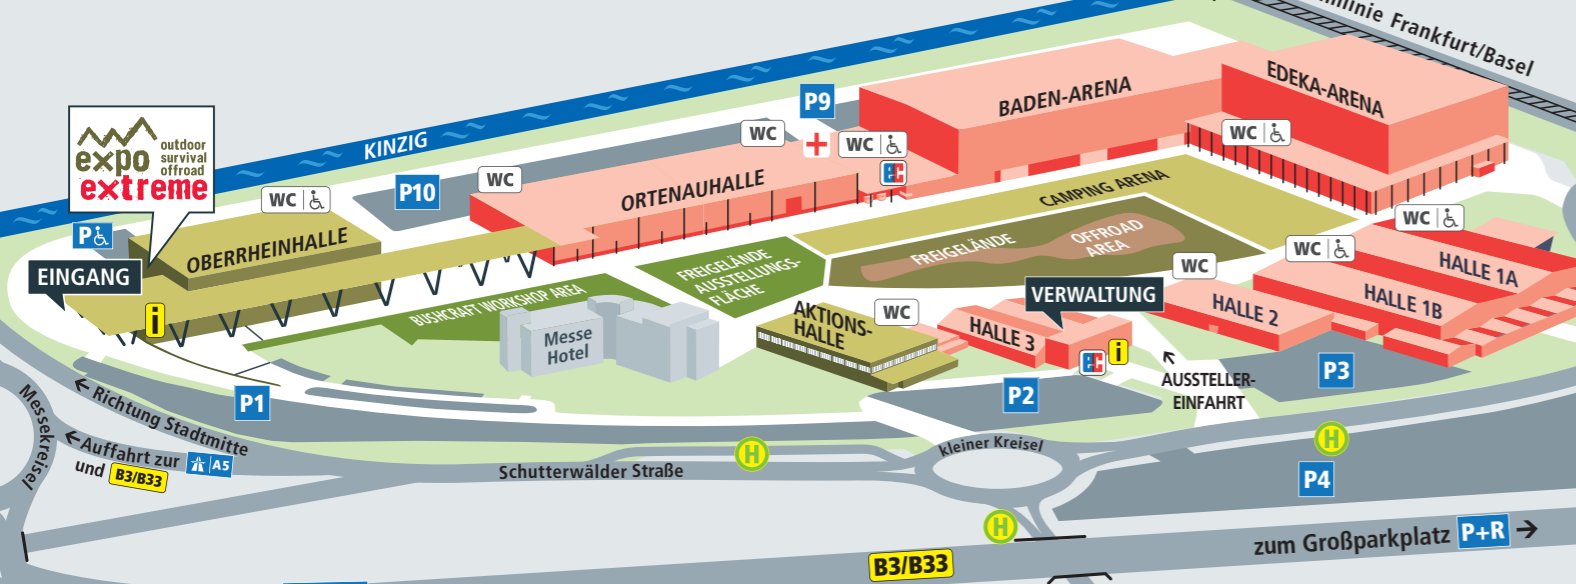 Frankfurt/Basel
EDEKA-ARENA
BADEN-ARENA
P9
KINZIG
WC
WC
EC
expo
extreme
outdoor
survival
offroad
WC
P10
WC
ORTENAUHALLE
WC
CAMPING ARENA
WC
P
OBERRHEINHALLE
EINGANG
i
FREIGELÄNDE
AUSSTELLUNGS-
FLÄCHE
FREIGELÄNDE
OFFROAD
AREA
WC
WC
HALLE 1A
HALLE 1B
HALLE 2
VERWALTUNG
BUSHCRAFT WORKSHOP AREA
Messe
Hotel
AKTIONS-
HALLE
WC
HALLE 3
EC
i
AUSSTELLER-
EINFAHRT
P3
P2
P1
Messekreisel
Richtung Stadtmitte
Auffahrt zur A5
und B3/B33
Schutterwälder Straße
H
kleiner Kreisel
H
P4
H
B3/B33
zum Großparkplatz P+R